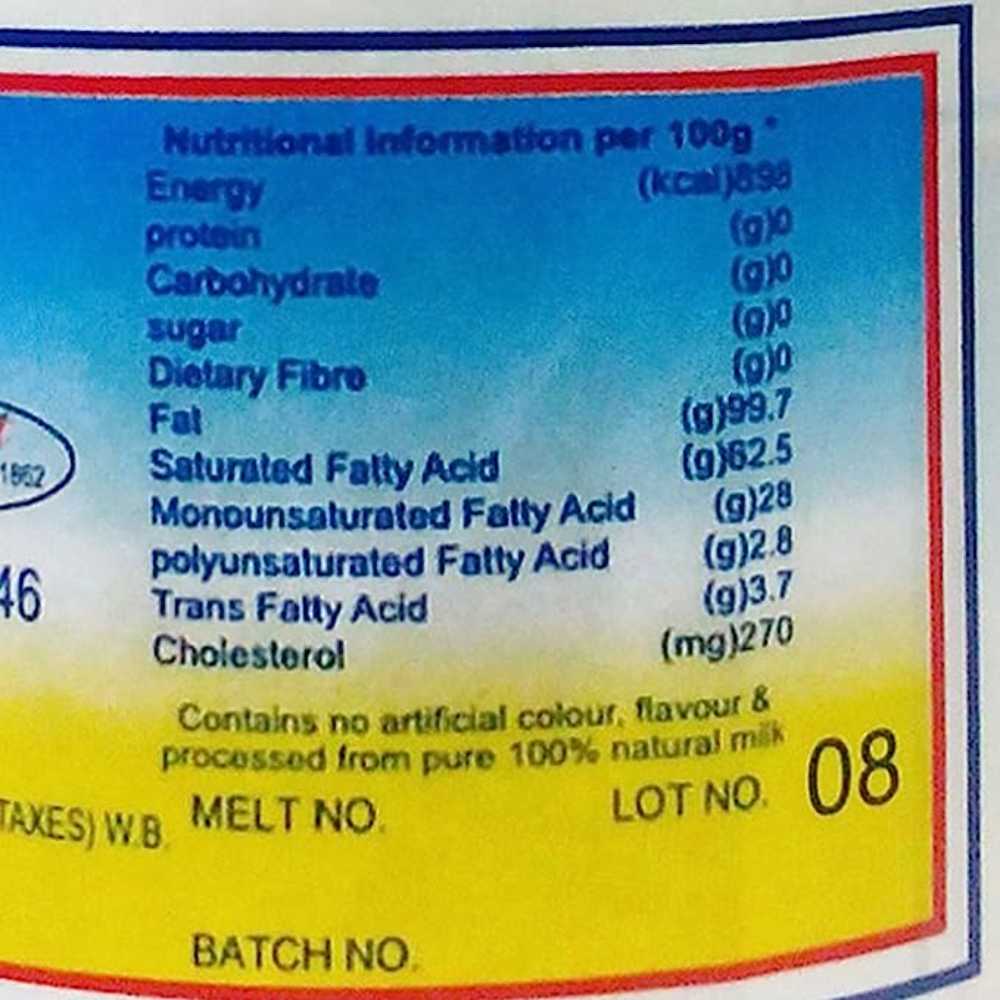 Nutritional Information per 100g *
Energy (kcal)898
protein (g)0
Carbohydrate (g)0
sugar (g)0
Dietary Fibre (g)0
Fat (g)99.7
Saturated Fatty Acid (g)62.5
Monounsaturated Fatty Acid (g)28
polyunsaturated Fatty Acid (g)2.8
Trans Fatty Acid (g)3.7
Cholesterol (mg)270
1862
46
Contains no artificial colour, flavour &
processed from pure 100% natural milk
TAXES) W.B.
MELT NO. LOT NO. 08
BATCH NO.